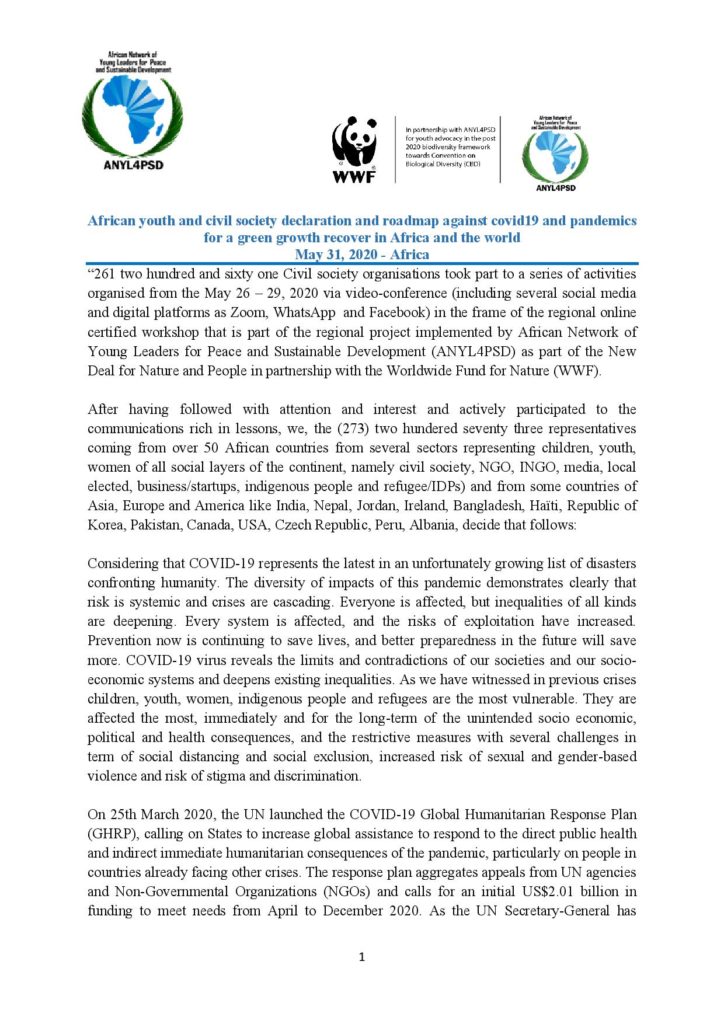 African Network of
Young Leaders for Peace
and Sustainable Development
ANYL4PSD
WWF
In partnership with ANYL4PSD
for youth advocacy in the post
2020 biodiversity framework
towards Convention on
Biological Diversity (CBD)
African Network of
Young Leaders for Peace
and Sustainable Development
ANYL4PSD
African youth and civil society declaration and roadmap against covid19 and pandemics
for a green growth recover in Africa and the world
May 31, 2020 - Africa
“261 two hundred and sixty one Civil society organisations took part to a series of activities
organised from the May 26 – 29, 2020 via video-conference (including several social media
and digital platforms as Zoom, WhatsApp and Facebook) in the frame of the regional online
certified workshop that is part of the regional project implemented by African Network of
Young Leaders for Peace and Sustainable Development (ANYL4PSD) as part of the New
Deal for Nature and People in partnership with the Worldwide Fund for Nature (WWF).
After having followed with attention and interest and actively participated to the
communications rich in lessons, we, the (273) two hundered seventy three representatives
coming from over 50 African countries from several sectors representing children, youth,
women of all social layers of the continent, namely civil society, NGO, INGO, media, local
elected, business/startups, indigenous people and refugee/IDPs) and from some countries of
Asia, Europe and America like India, Nepal, Jordan, Ireland, Bangladesh, Haïti, Republic of
Korea, Pakistan, Canada, USA, Czech Republic, Peru, Albania, decide that follows:
Considering that COVID-19 represents the latest in an unfortunately growing list of disasters
confronting humanity. The diversity of impacts of this pandemic demonstrates clearly that
risk is systemic and crises are cascading. Everyone is affected, but inequalities of all kinds
are deepening. Every system is affected, and the risks of exploitation have increased.
Prevention now is continuing to save lives, and better preparedness in the future will save
more. COVID-19 virus reveals the limits and contradictions of our societies and our socio-
economic systems and deepens existing inequalities. As we have witnessed in previous crises
children, youth, women, indigenous people and refugees are the most vulnerable. They are
affected the most, immediately and for the long-term of the unintended socio economic,
political and health consequences, and the restrictive measures with several challenges in
term of social distancing and social exclusion, increased risk of sexual and gender-based
violence and risk of stigma and discrimination.
On 25th March 2020, the UN launched the COVID-19 Global Humanitarian Response Plan
(GHRP), calling on States to increase global assistance to respond to the direct public health
and indirect immediate humanitarian consequences of the pandemic, particularly on people in
countries already facing other crises. The response plan aggregates appeals from UN agencies
and Non-Governmental Organizations (NGOs) and calls for an initial US$2.01 billion in
funding to meet needs from April to December 2020. As the UN Secretary-General has
1